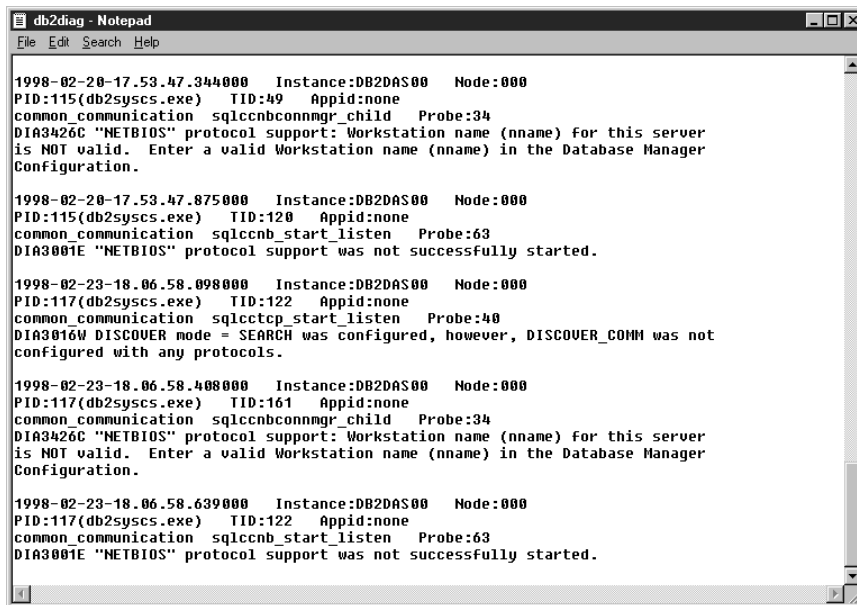 db2diag - Notepad
File Edit Search Help
1998-02-20-17.53.47.344000   Instance:DB2DAS00   Node:000
PID:115(db2syscs.exe)   TID:49   Appid:none
common_communication  sqlccnbconnmgr_child   Probe:34
DIA3426C "NETBIOS" protocol support: Workstation name (nname) for this server
is NOT valid.  Enter a valid Workstation name (nname) in the Database Manager
Configuration.
1998-02-20-17.53.47.875000   Instance:DB2DAS00   Node:000
PID:115(db2syscs.exe)   TID:120   Appid:none
common_communication  sqlccnb_start_listen   Probe:63
DIA3001E "NETBIOS" protocol support was not successfully started.
1998-02-23-18.06.58.098000   Instance:DB2DAS00   Node:000
PID:117(db2syscs.exe)   TID:122   Appid:none
common_communication  sqlcctcp_start_listen   Probe:40
DIA3016W DISCOVER mode = SEARCH was configured, however, DISCOVER_COMM was not
configured with any protocols.
1998-02-23-18.06.58.408000   Instance:DB2DAS00   Node:000
PID:117(db2syscs.exe)   TID:161   Appid:none
common_communication  sqlccnbconnmgr_child   Probe:34
DIA3426C "NETBIOS" protocol support: Workstation name (nname) for this server
is NOT valid.  Enter a valid Workstation name (nname) in the Database Manager
Configuration.
1998-02-23-18.06.58.639000   Instance:DB2DAS00   Node:000
PID:117(db2syscs.exe)   TID:122   Appid:none
common_communication  sqlccnb_start_listen   Probe:63
DIA3001E "NETBIOS" protocol support was not successfully started.